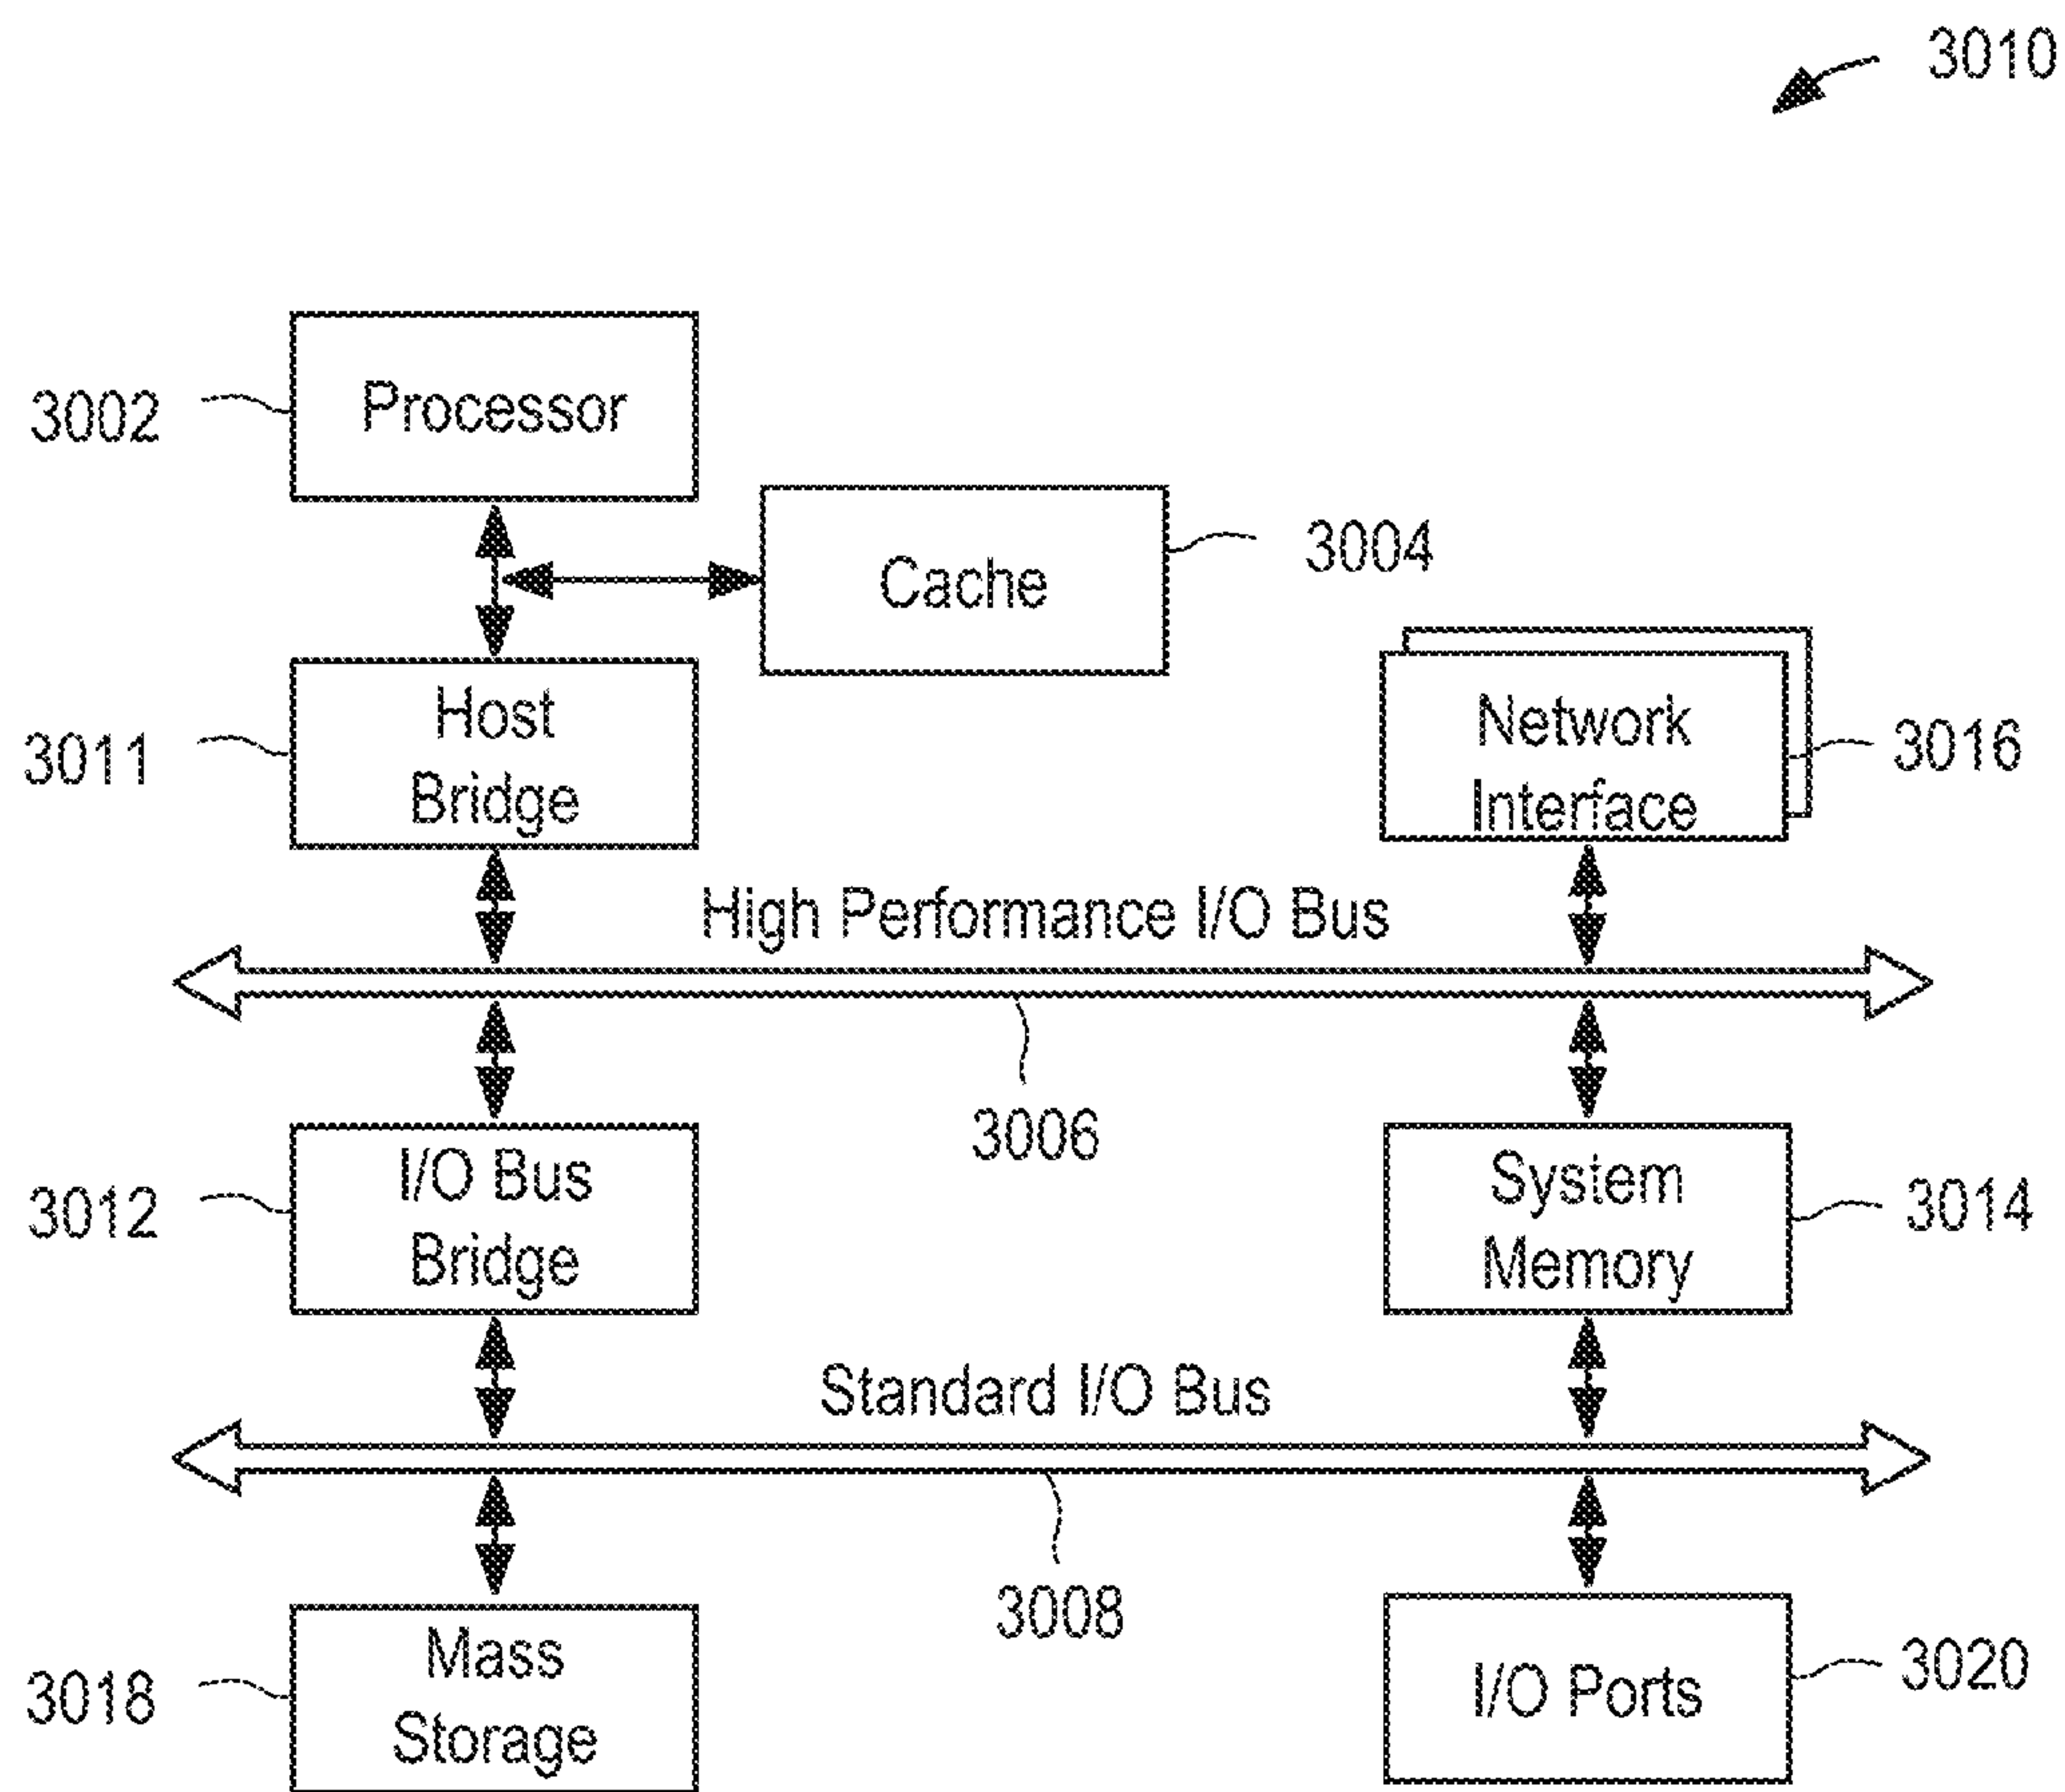 3010
3002
Processor
Cache
3004
3011
Host
Bridge
Network
Interface
3016
High Performance I/O Bus
3006
3012
I/O Bus
Bridge
System
Memory
3014
Standard I/O Bus
3008
3018
Mass
Storage
I/O Ports
3020